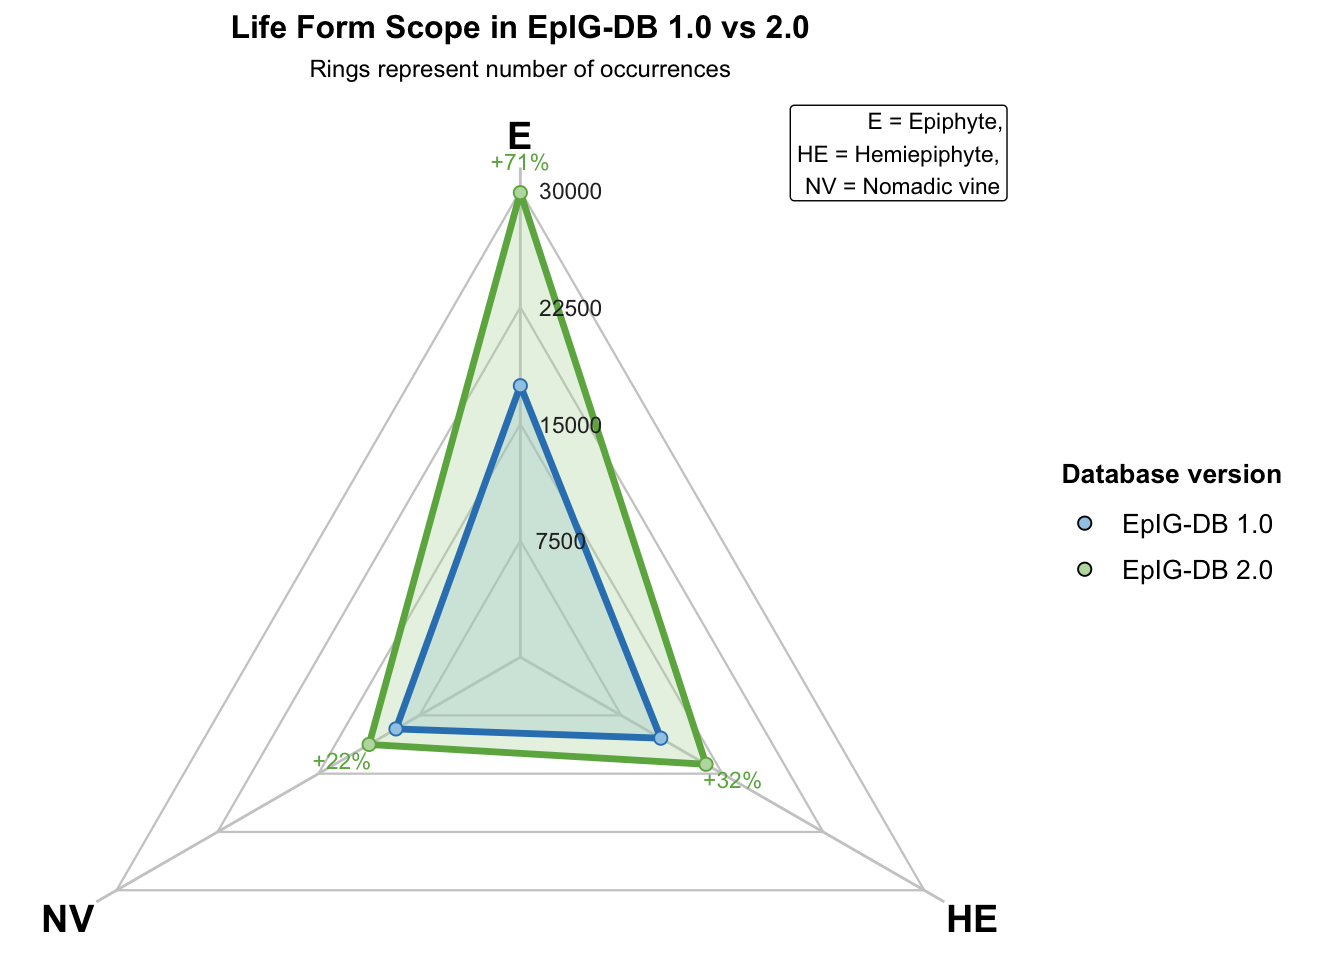 Life Form Scope in EpIG-DB 1.0 vs 2.0
Rings represent number of occurrences
E = Epiphyte,
HE = Hemiepiphyte,
NV = Nomadic vine
E
+71%
30000
22500
15000
7500
Database version
EpIG-DB 1.0
EpIG-DB 2.0
+22%
+32%
NV
HE